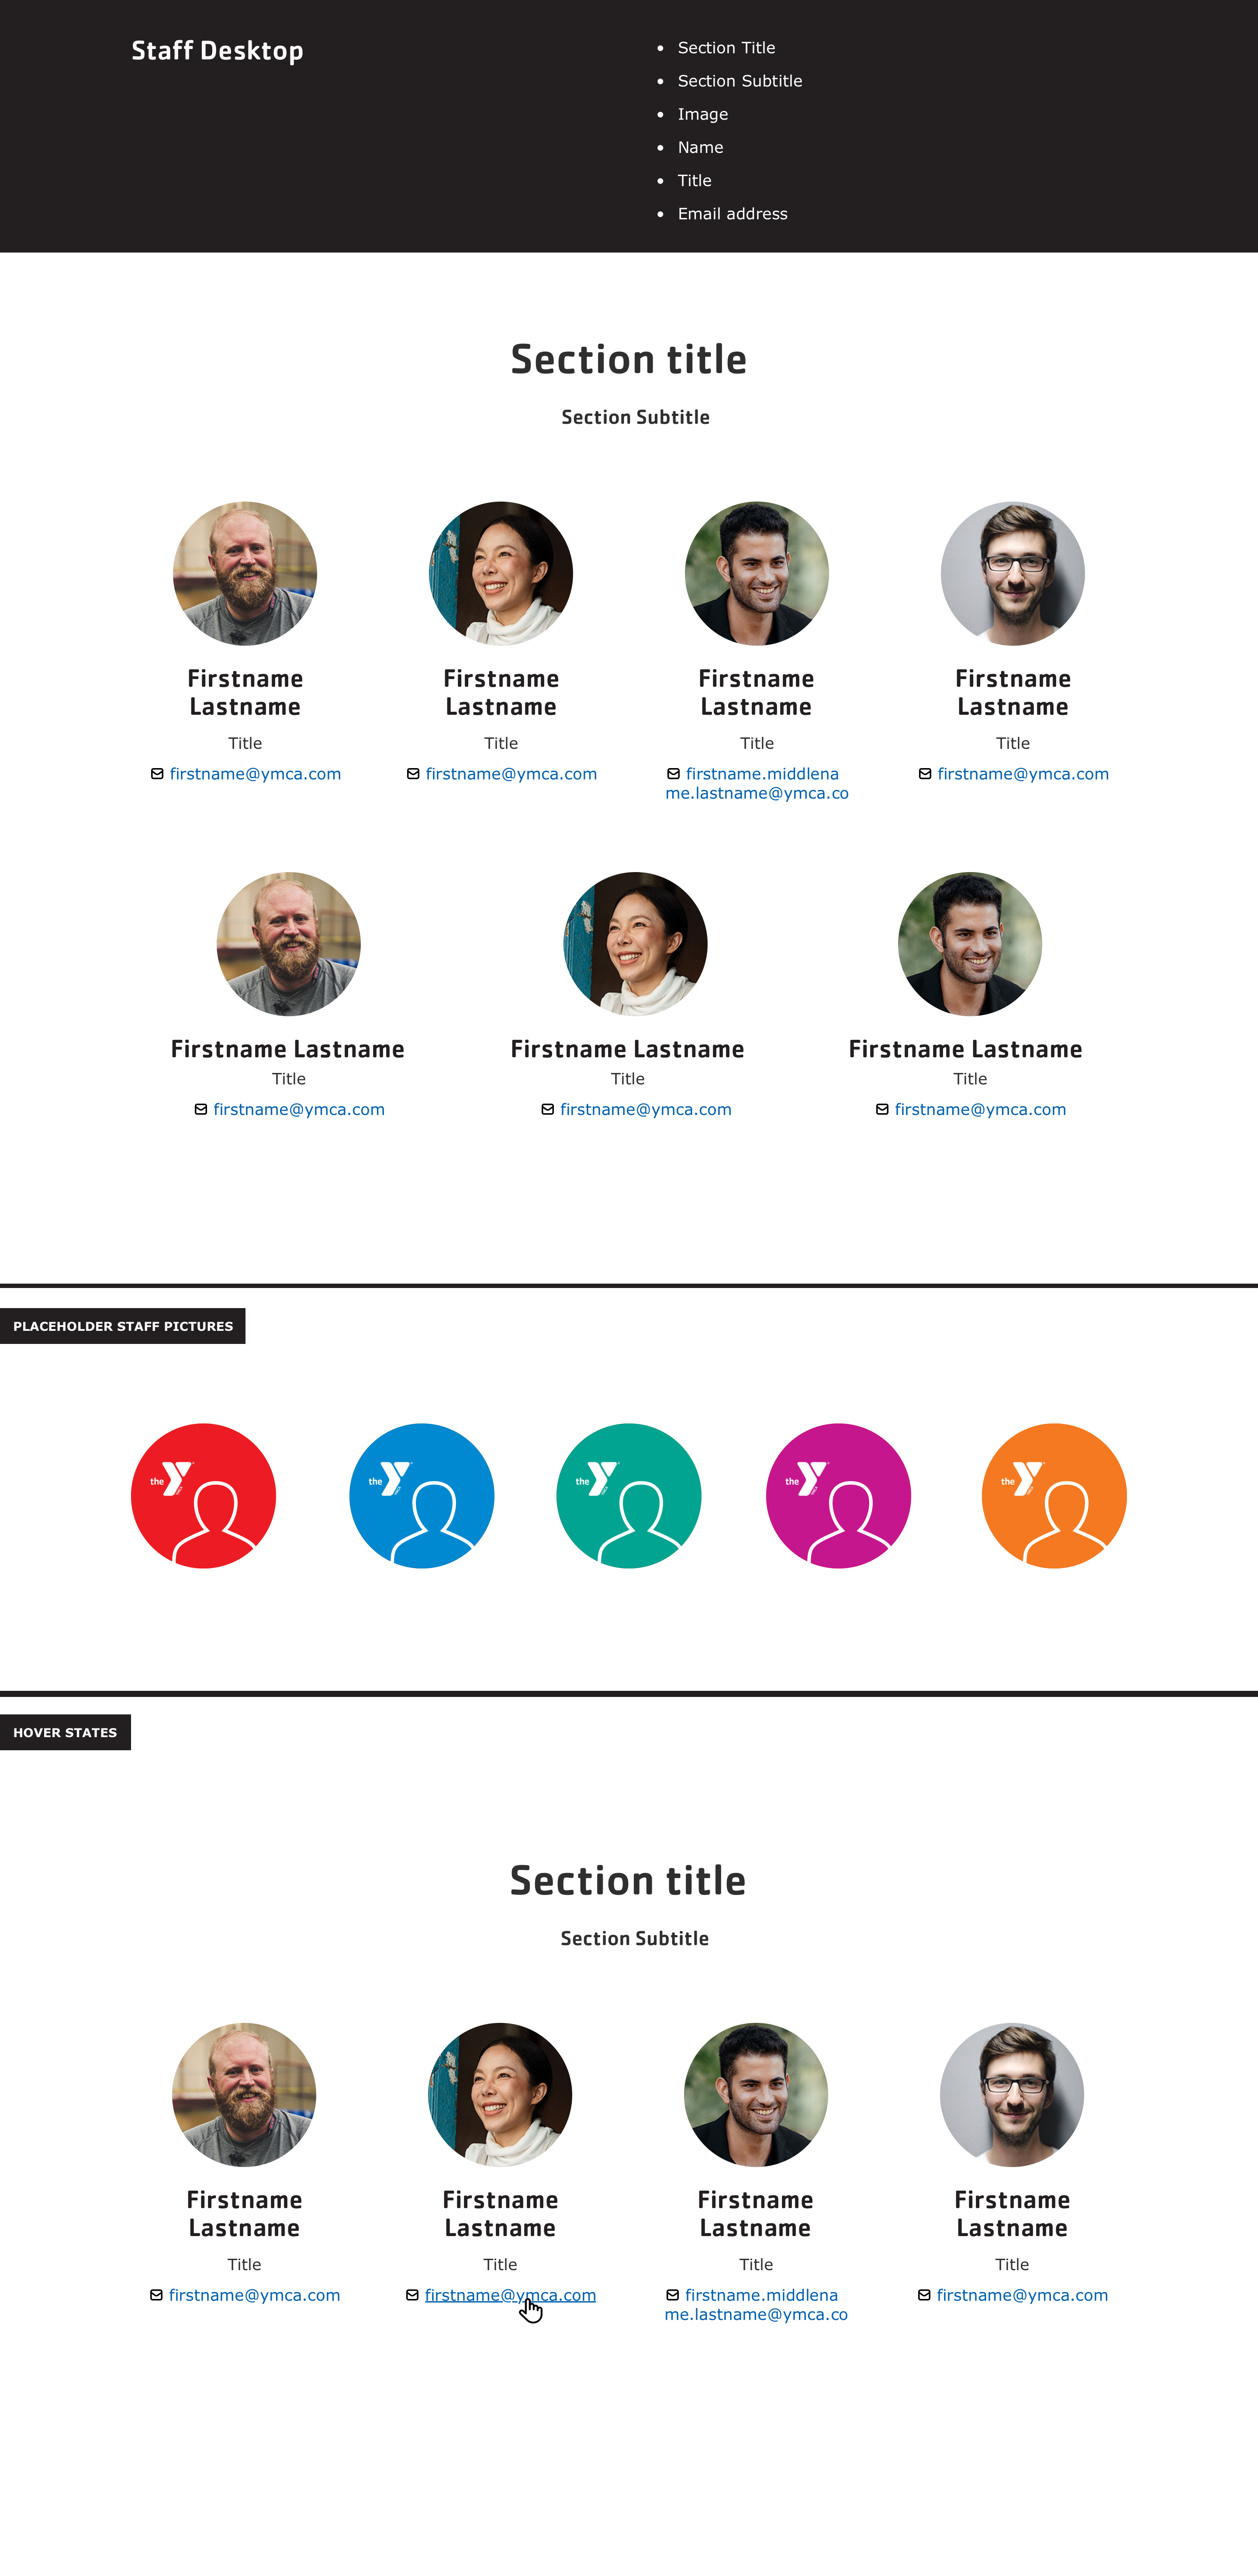 Staff Desktop
Section Title
Section Subtitle
Image
Name
Title
Email address
Section title
Section Subtitle
Firstname
Lastname
Title
firstname@ymca.com
Firstname
Lastname
Title
firstname@ymca.com
Firstname
Lastname
Title
firstname.middlena
me.lastname@ymca.co
Firstname
Lastname
Title
firstname@ymca.com
Firstname Lastname
Title
firstname@ymca.com
Firstname Lastname
Title
firstname@ymca.com
Firstname Lastname
Title
firstname@ymca.com
PLACEHOLDER STAFF PICTURES
the Y
the Y
the Y
the Y
the Y
HOVER STATES
Section title
Section Subtitle
Firstname
Lastname
Title
firstname@ymca.com
Firstname
Lastname
Title
firstname@ymca.com
Firstname
Lastname
Title
firstname.middlena
me.lastname@ymca.co
Firstname
Lastname
Title
firstname@ymca.com